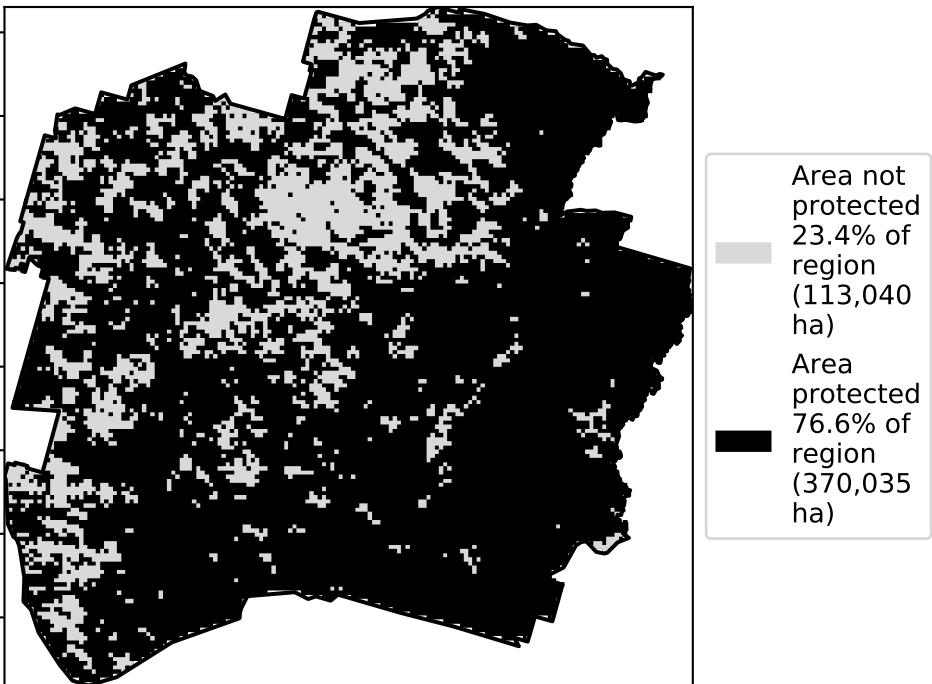 Area not
protected
23.4% of
region
(113,040
ha)
Area
protected
76.6% of
region
(370,035
ha)